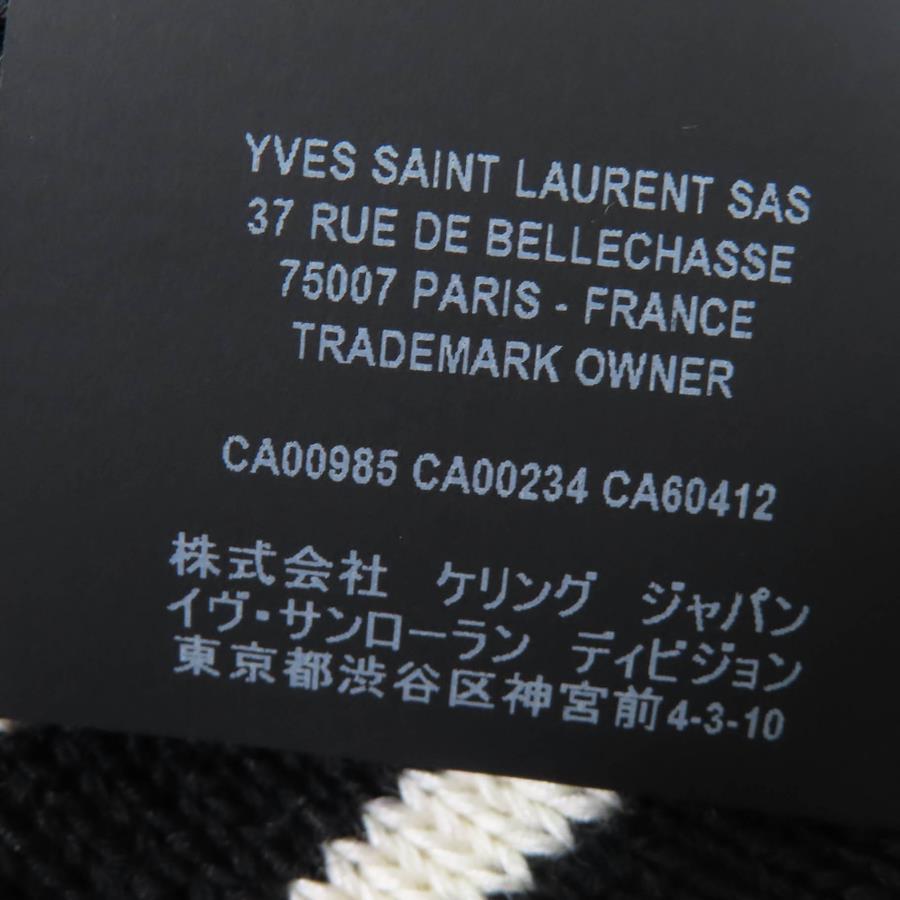 YVES SAINT LAURENT SAS
37 RUE DE BELLECHASSE
75007 PARIS - FRANCE
TRADEMARK OWNER
CA00985 CA00234 CA60412
株式会社 ケリング ジャパン
イヴ・サンローラン ディビジョン
東京都渋谷区神宮前4-3-10